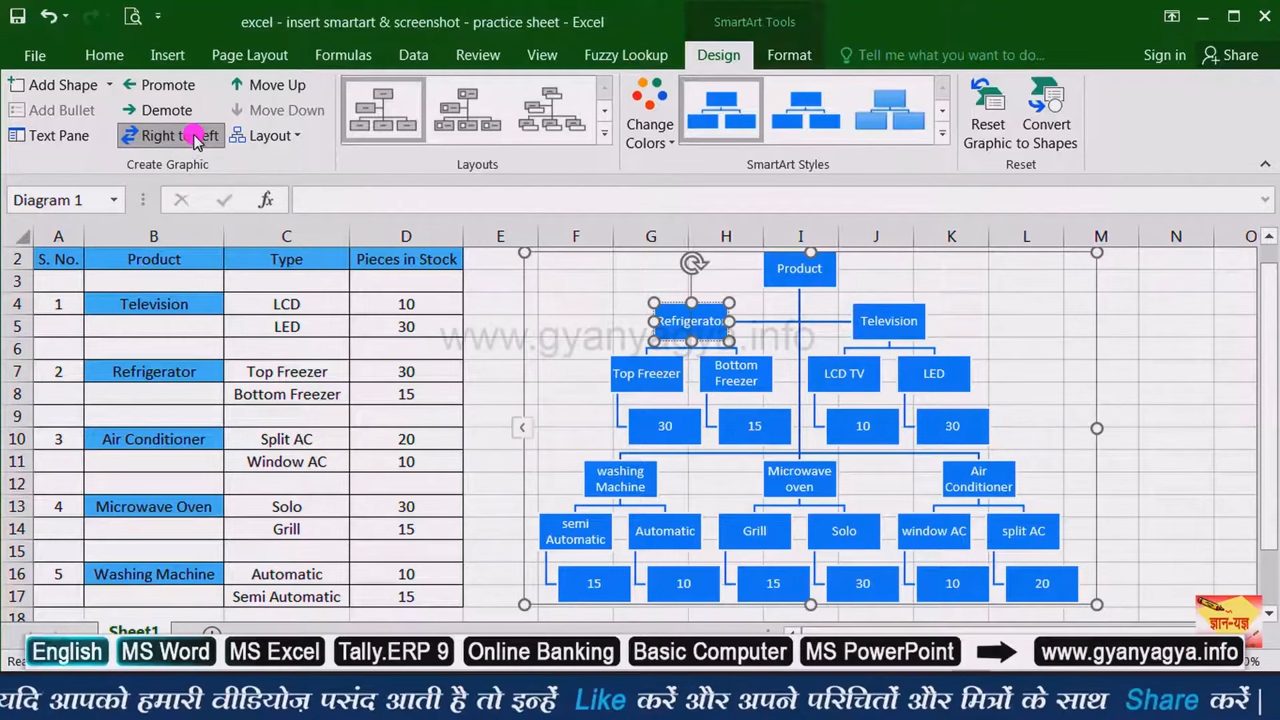 excel - insert smartart & screenshot - practice sheet - Excel
SmartArt Tools
File Home Insert Page Layout Formulas Data Review View Fuzzy Lookup Design Format Tell me what you want to do... Sign in Share
Add Shape Promote Move Up
Add Bullet Demote Move Down
Text Pane Right to Left Layout
Change Colors
Reset Graphic
Convert to Shapes
Create Graphic Layouts SmartArt Styles Reset
Diagram 1 fx
A B C D E F G H I J K L M N O
2 S. No. Product Type Pieces in Stock
3
4 1 Television LCD 10
5 LED 30
6
7 2 Refrigerator Top Freezer 30
8 Bottom Freezer 15
9
10 3 Air Conditioner Split AC 20
11 Window AC 10
12
13 4 Microwave Oven Solo 30
14 Grill 15
15
16 5 Washing Machine Automatic 10
17 Semi Automatic 15
18
Product
Refrigerator Television
Top Freezer Bottom Freezer LCD TV LED
30 15 10 30
washing Machine Microwave oven Air Conditioner
semi Automatic Automatic Grill Solo window AC split AC
15 10 15 30 10 20
www.gyanyagya.info
Sheet1
ज्ञान-यज्ञ
English MS Word MS Excel Tally.ERP 9 Online Banking Basic Computer MS PowerPoint www.gyanyagya.info
यदि आपको हमारी वीडियोज़ पसंद आती है तो इन्हें Like करें और अपने परिचितों और मित्रों के साथ Share करें |